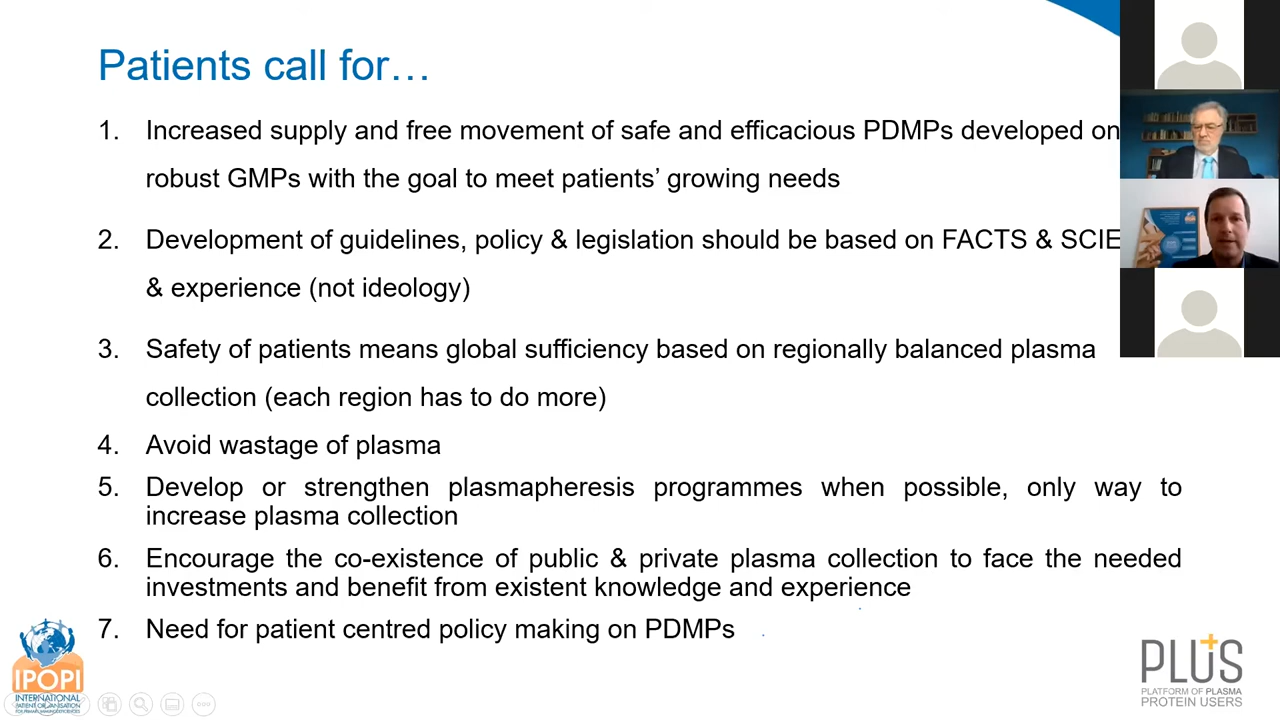 Patients call for…
1. Increased supply and free movement of safe and efficacious PDMPs developed on
robust GMPs with the goal to meet patients’ growing needs
2. Development of guidelines, policy & legislation should be based on FACTS &
& experience (not ideology)
3. Safety of patients means global sufficiency based on regionally balanced plasma
collection (each region has to do more)
4. Avoid wastage of plasma
5. Develop or strengthen plasmapheresis programmes when possible, only way to
increase plasma collection
6. Encourage the co-existence of public & private plasma collection to face the needed
investments and benefit from existent knowledge and experience
7. Need for patient centred policy making on PDMPs
IPOPI
INTERNATIONAL
PATIENT ORGANISATION
PLUS
PLATFORM OF PLASMA
PROTEIN USERS